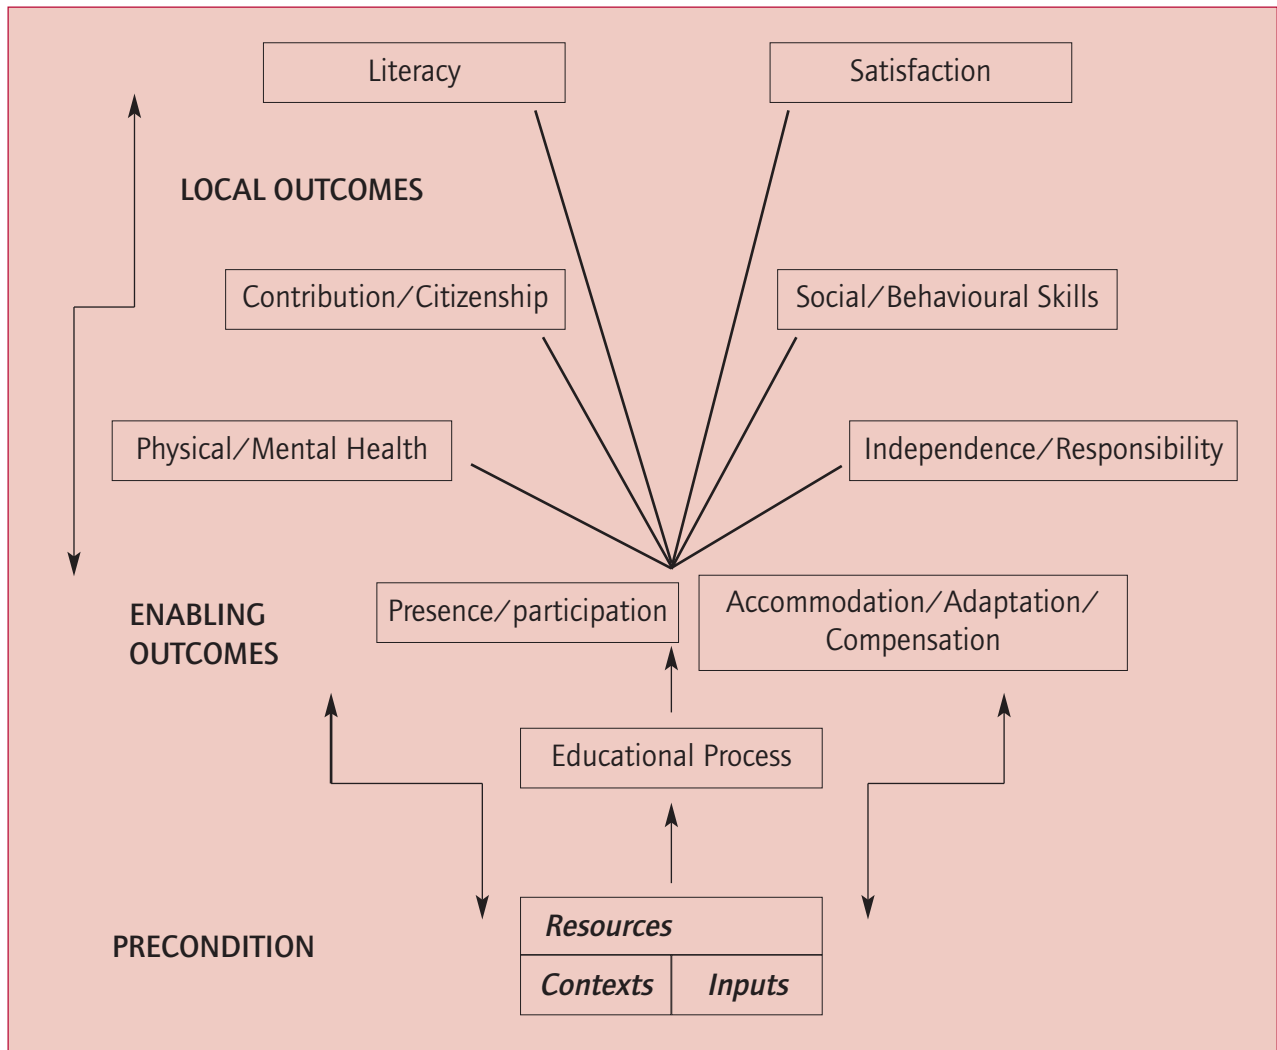 Literacy
Satisfaction
LOCAL OUTCOMES
Contribution/Citizenship
Social/Behavioural Skills
Physical/Mental Health
Independence/Responsibility
ENABLING
OUTCOMES
Presence/participation
Accommodation/Adaptation/
Compensation
Educational Process
PRECONDITION
Resources
Contexts
Inputs